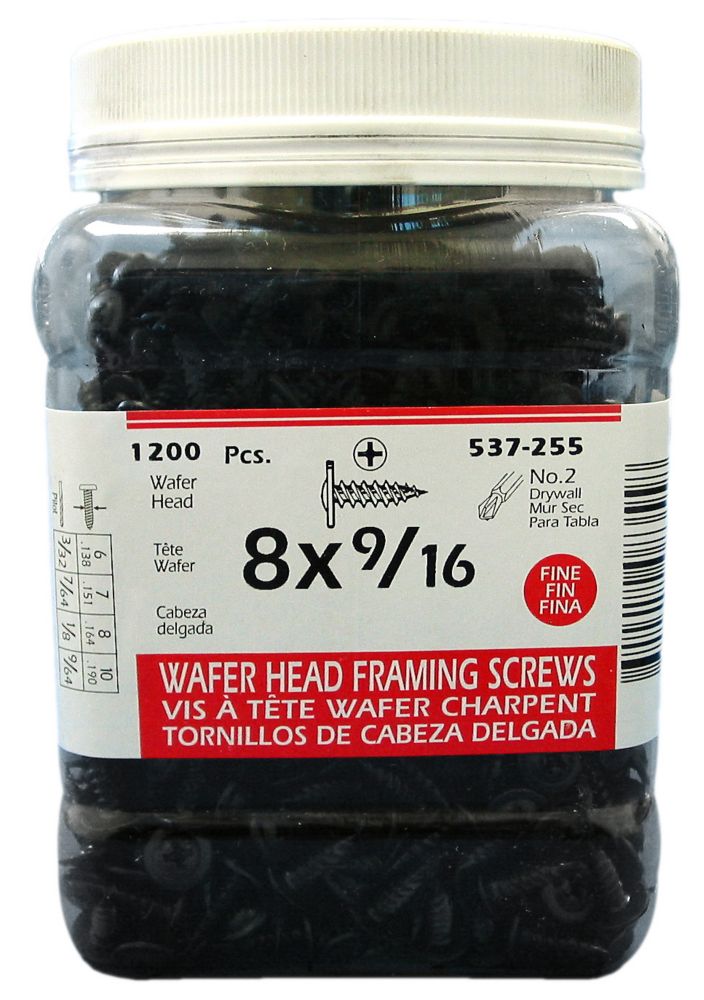 1200 Pcs.
537-255
Wafer
Head
No.2
Drywall
Mur Sec
Para Tabla
Tête
Wafer
8x9/16
Cabeza
delgada
FINE
FIN
FINA
WAFER HEAD FRAMING SCREWS
VIS À TÊTE WAFER CHARPENT
TORNILLOS DE CABEZA DELGADA
Pilot
6 7 8 10
.138 .151 .164 .190
3/32 7/64 1/8 9/64